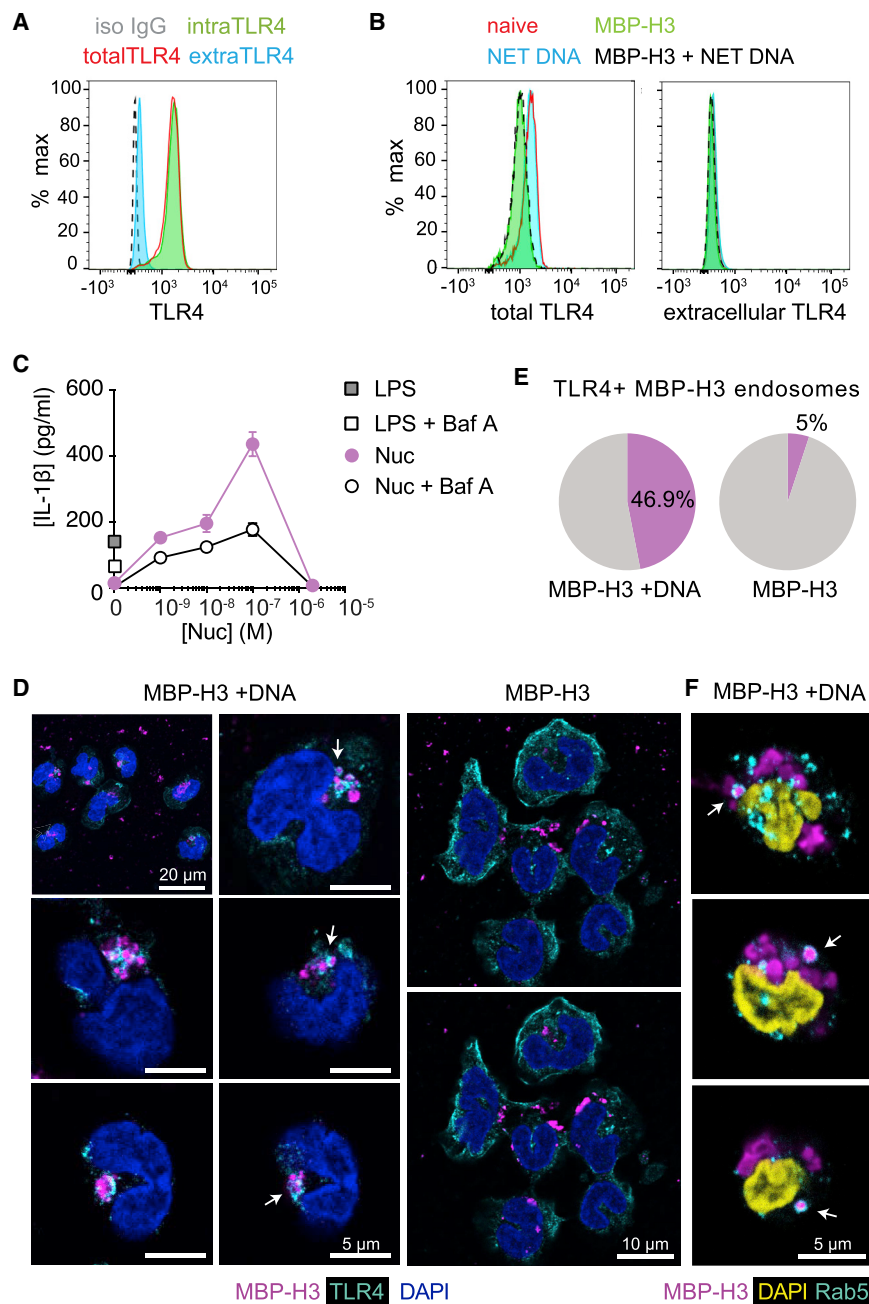 A
iso IgG intraTLR4
totalTLR4 extraTLR4
100
80
60
40
20
0
% max
-10³ 10³ 10⁴ 10⁵
TLR4
B
naive MBP-H3
NET DNA MBP-H3 + NET DNA
100
80
60
40
20
0
% max
-10³ 10³ 10⁴ 10⁵
total TLR4
-10³ 10³ 10⁴ 10⁵
extracellular TLR4
C
600
400
200
0
[IL-1β] (pg/ml)
0 10⁻⁹ 10⁻⁸ 10⁻⁷ 10⁻⁶ 10⁻⁵
[Nuc] (M)
LPS
LPS + Baf A
Nuc
Nuc + Baf A
E
TLR4+ MBP-H3 endosomes
46.9%
5%
MBP-H3 +DNA MBP-H3
D
MBP-H3 +DNA
MBP-H3
20 µm
5 µm
10 µm
MBP-H3 TLR4 DAPI
F
MBP-H3 +DNA
5 µm
MBP-H3 DAPI Rab5